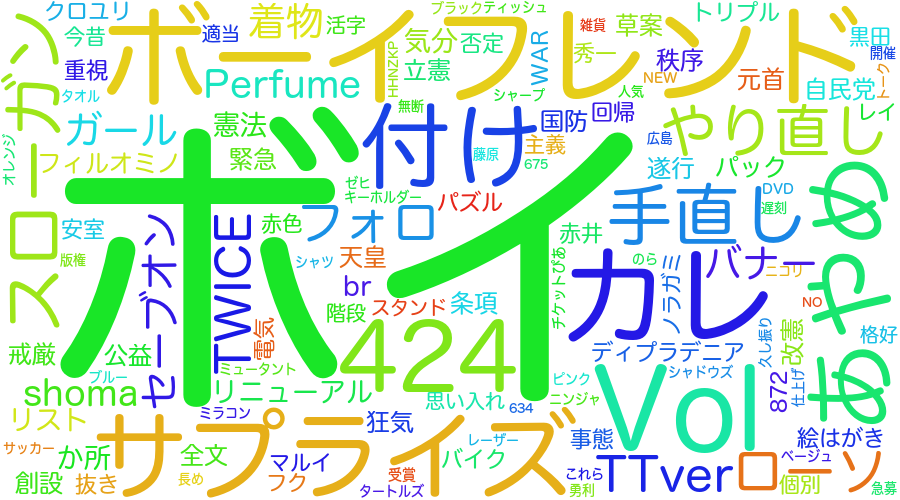 クロユリ
今昔
重視
タオル
ボーイフレンド
適当
着物
活字
ブラックティッシュ
気分
否定
立憲
HHNZKP
無断
シャープ
WAR
雑貨
秀一
草案
NEW
人気
トリプル
秩序
元首
黒田
開催
トーク
自民党
レイ
スローガン
オレンジ
ガール
フィルオミノ
Perfume
憲法
緊急
付け
国防
回帰
主義
藤原
675
やり直し
広島
遂行
パック
DVD
遅刻
ボイ
安室
版権
セーブオン
TWICE
赤色
フォロ
シャツ
天皇
ゼヒ
キーホルダー
パズル
手直し
赤井
のら
チケットぴあ
カレ
ノラガミ
バナー
ニコリ
NO
あやめ
戒厳
公益
電気
br
階段
スタンド
条項
424
ディプラデニア
久し振り
改憲
格好
shoma
ブルー
ミュータント
リニューアル
思い入れ
ピンク
ニンジャ
シャドウズ
Vol
872
仕上げ
リスト
サッカー
か所
創設
抜き
サプライズ
ミラコン
全文
長め
マルイ
フク
狂気
受賞
タートルズ
634
レーザー
バイク
事態
これら
勇利
TTver
ローソン
ベージュ
絵はがき
個別
急募